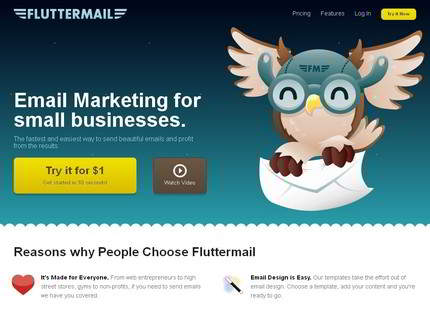 FLUTTERMAIL
Pricing Features Log In Try It Now
FM
Email Marketing for
small businesses.
The fastest and easiest way to send beautiful emails and profit
from the results.
Try it for $1
Get started in 30 seconds!
Watch Video
Reasons why People Choose Fluttermail
It's Made for Everyone. From web entrepreneurs to high
street stores, gyms to non-profits, if you need to send emails
we have you covered.
Email Design is Easy. Our templates take the effort out of
email design. Choose a template, add your content and you're
ready to go.